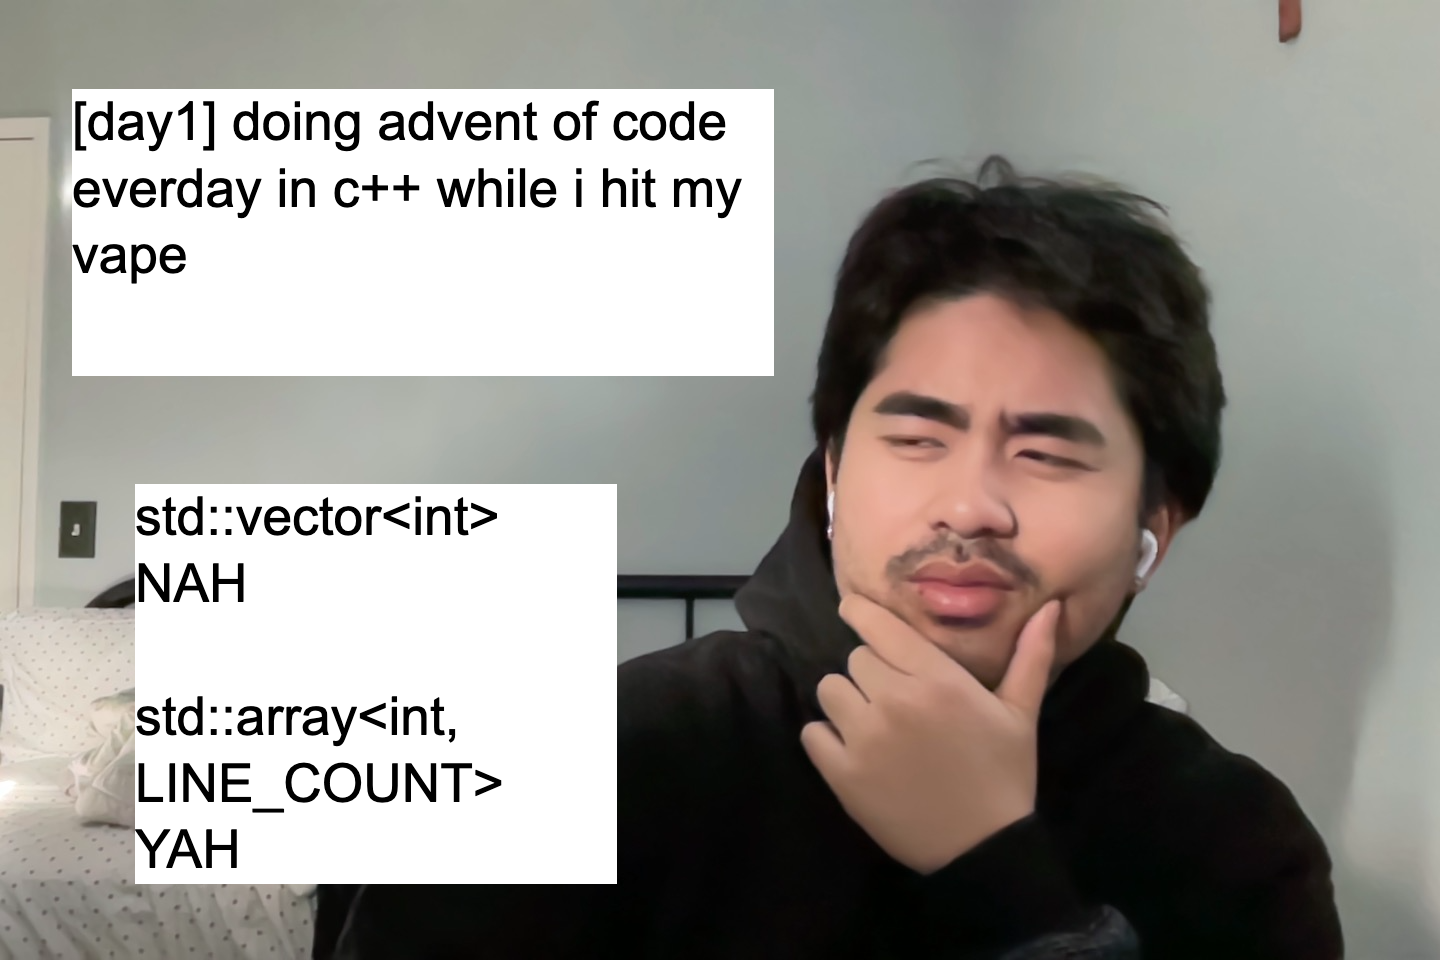 [day1] doing advent of code
everday in c++ while i hit my
vape
std::vector<int>
NAH
std::array<int,
LINE_COUNT>
YAH